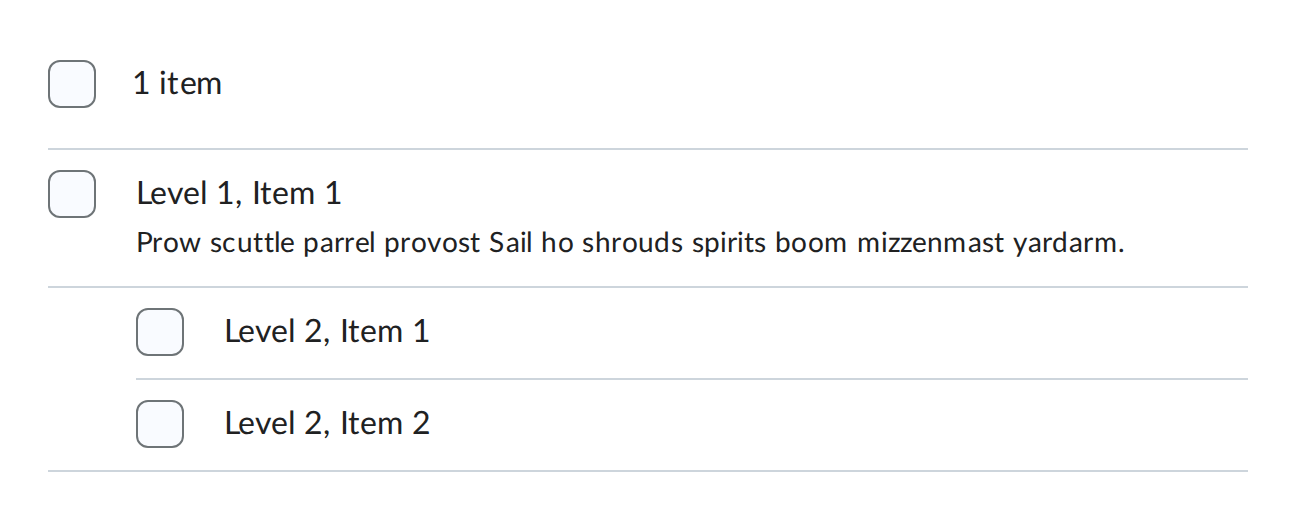 1 item
Level 1, Item 1
Prow scuttle parrel provost Sail ho shrouds spirits boom mizzenmast yardarm.
Level 2, Item 1
Level 2, Item 2